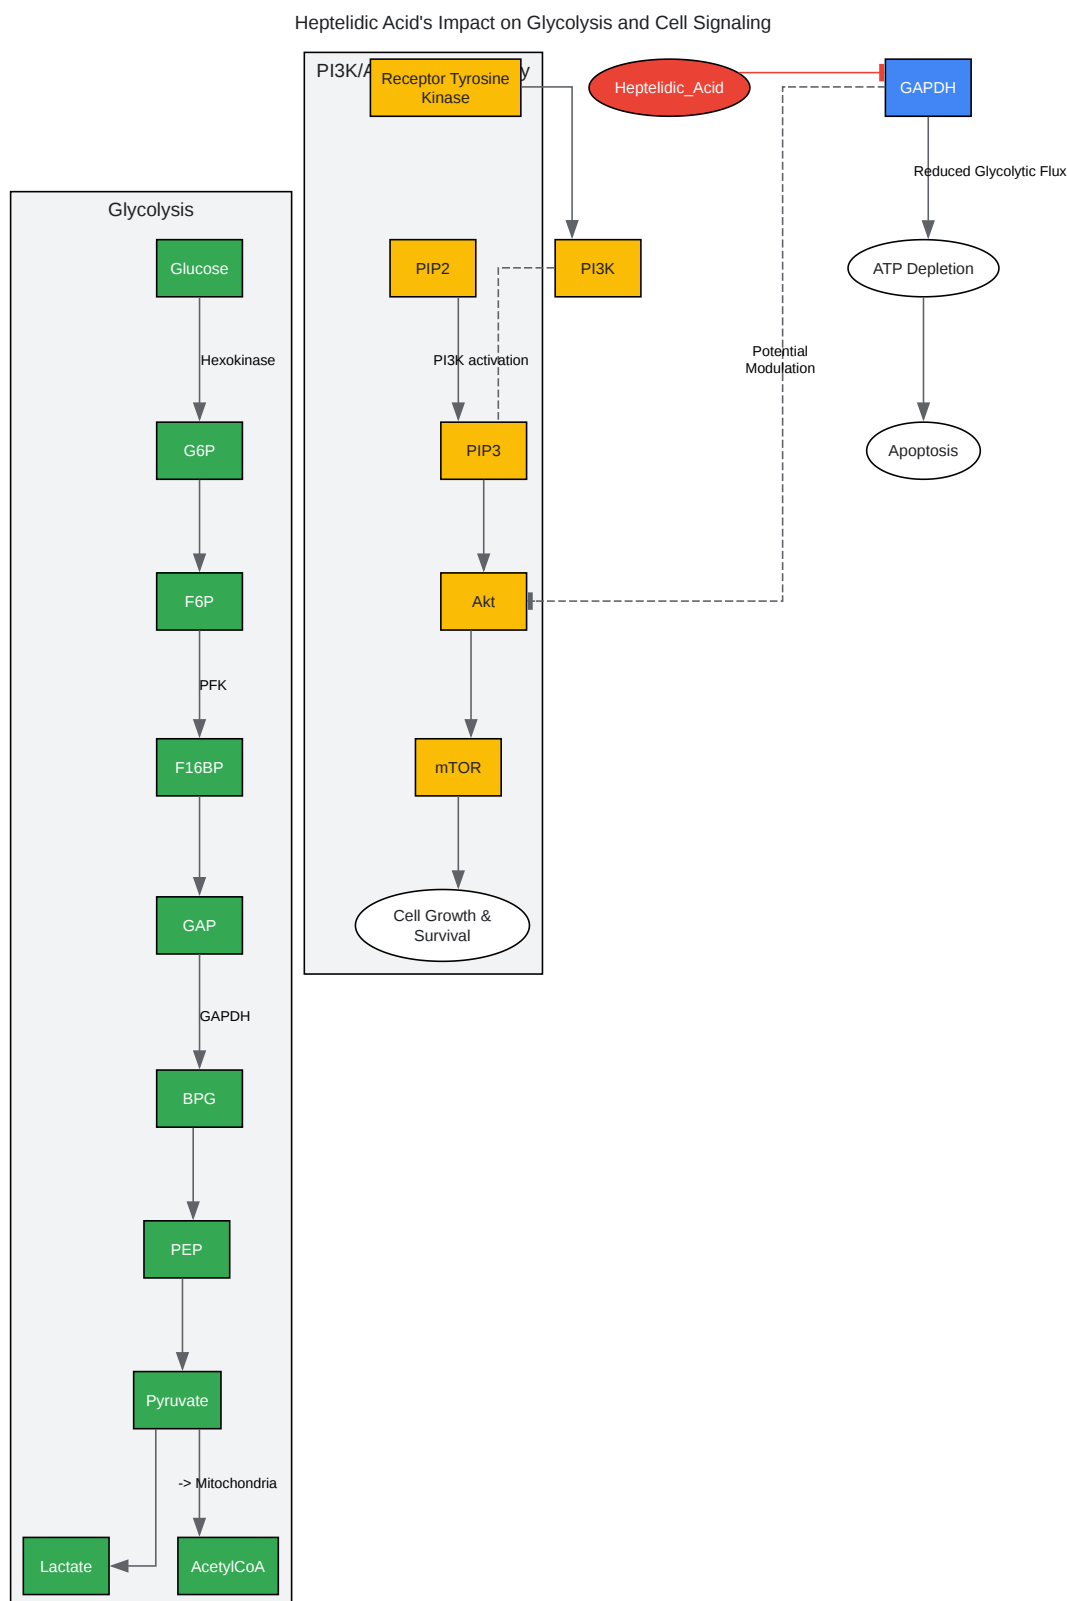 Heptelidic Acid's Impact on Glycolysis and Cell Signaling
PI3K/
Receptor Tyrosine
Kinase
Heptelidic_Acid
GAPDH
Reduced Glycolytic Flux
Glycolysis
Glucose
PIP2
PI3K
ATP Depletion
Hexokinase
PI3K activation
Potential
Modulation
G6P
PIP3
Apoptosis
F6P
Akt
PFK
F16BP
mTOR
GAP
Cell Growth &
Survival
GAPDH
BPG
PEP
Pyruvate
-> Mitochondria
Lactate
AcetylCoA